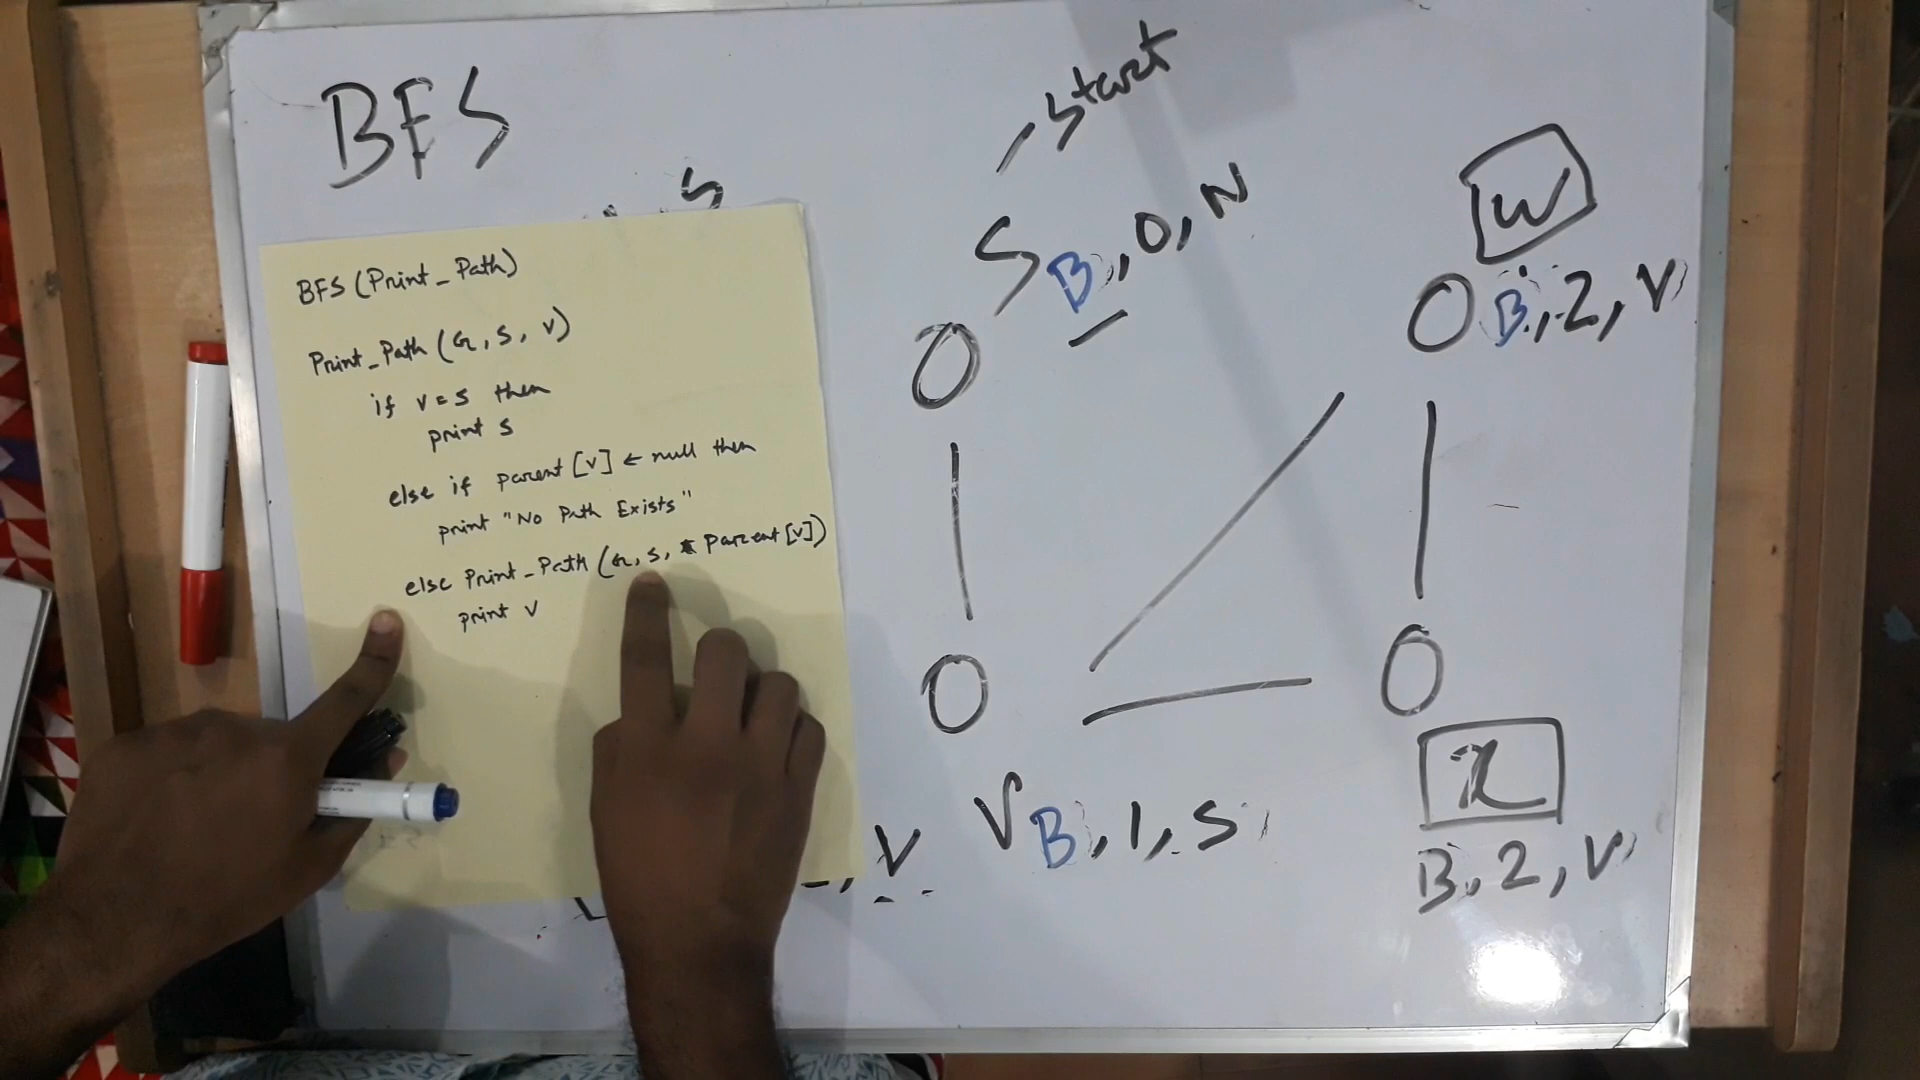 BFS
start
S B, 0, N
W
B, 2, V
BFS (Print_Path)
Print_Path (G, S, V)
if v = s then
print s
else if parent [v] ← null then
print "No Path Exists"
else Print_Path (G, S, Parent [v])
print v
V B, 1, S
, V
x
B, 2, V